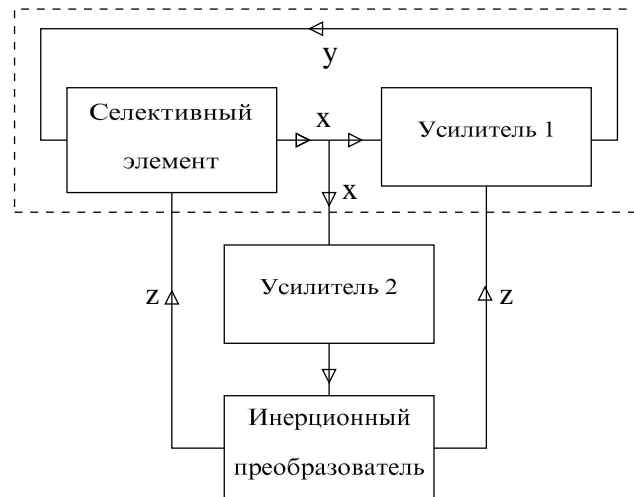 y
Селективный
элемент
x
Усилитель 1
x
Усилитель 2
z
z
Инерционный
преобразователь